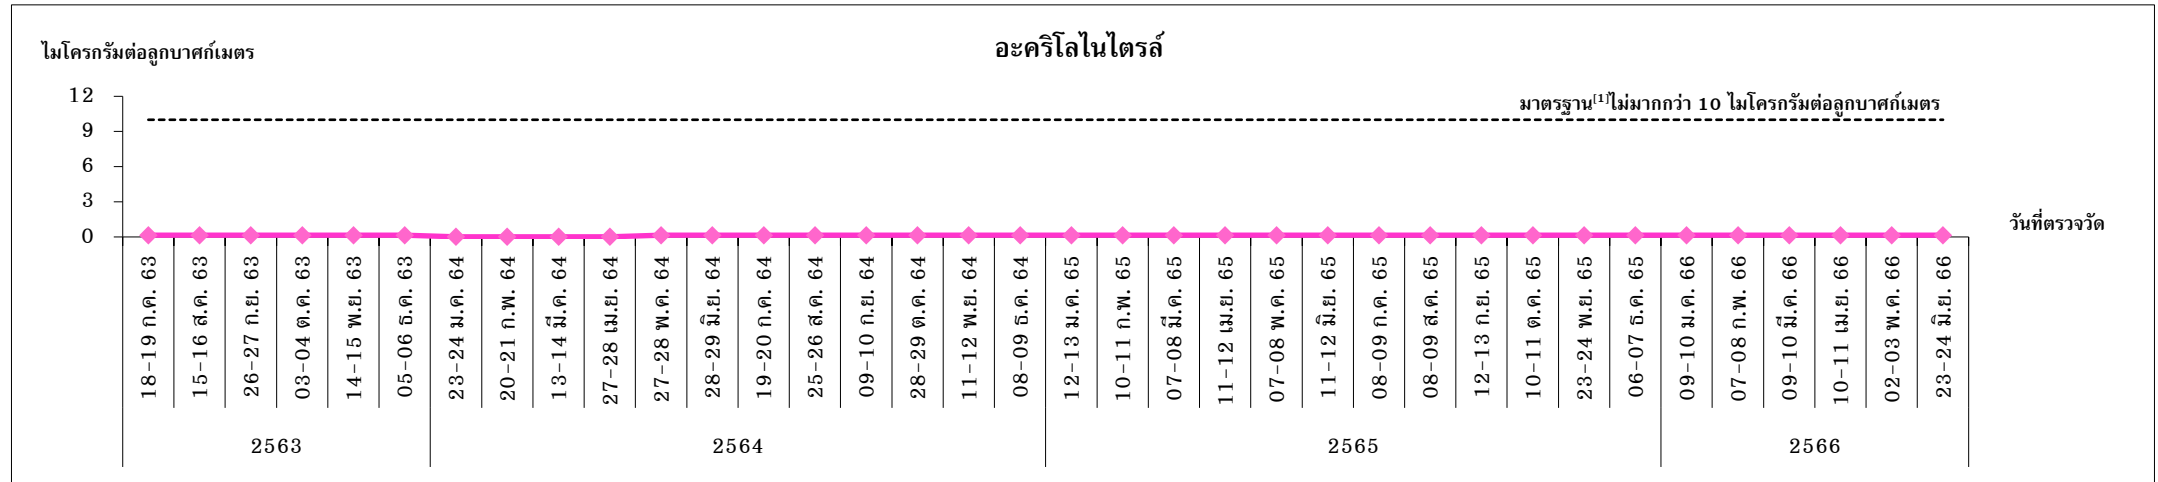 อะคริโลไนไตรล์
ไมโครกรัมต่อลูกบาศก์เมตร
มาตรฐาน[1]ไม่มากกว่า 10 ไมโครกรัมต่อลูกบาศก์เมตร
12
9
6
3
0
วันที่ตรวจวัด
18-19 ก.ค. 63
15-16 ส.ค. 63
26-27 ก.ย. 63
03-04 ต.ค. 63
14-15 พ.ย. 63
05-06 ธ.ค. 63
23-24 ม.ค. 64
20-21 ก.พ. 64
13-14 มี.ค. 64
27-28 เม.ย. 64
27-28 พ.ค. 64
28-29 มิ.ย. 64
19-20 ก.ค. 64
25-26 ส.ค. 64
09-10 ก.ย. 64
28-29 ต.ค. 64
11-12 พ.ย. 64
08-09 ธ.ค. 64
12-13 ม.ค. 65
10-11 ก.พ. 65
07-08 มี.ค. 65
11-12 เม.ย. 65
07-08 พ.ค. 65
11-12 มิ.ย. 65
08-09 ก.ค. 65
08-09 ส.ค. 65
12-13 ก.ย. 65
10-11 ต.ค. 65
23-24 พ.ย. 65
06-07 ธ.ค. 65
09-10 ม.ค. 66
07-08 ก.พ. 66
09-10 มี.ค. 66
10-11 เม.ย. 66
02-03 พ.ค. 66
23-24 มิ.ย. 66
2563
2564
2565
2566